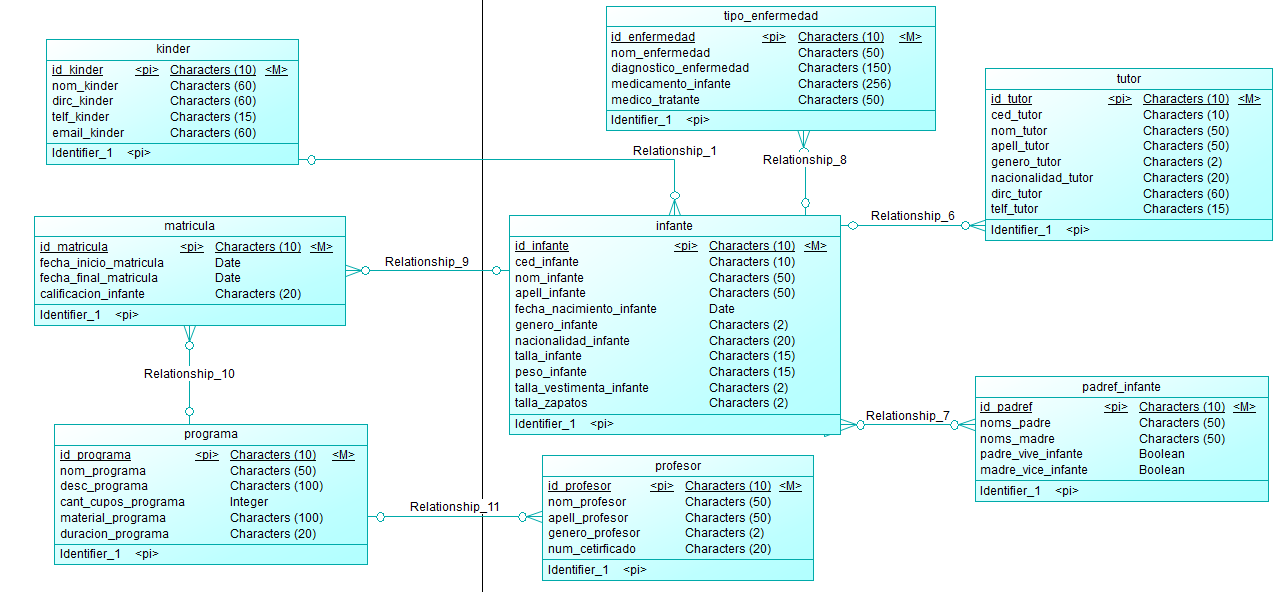 kinder
id_kinder <pi> Characters (10) <M>
nom_kinder Characters (60)
dirc_kinder Characters (60)
telf_kinder Characters (15)
email_kinder Characters (60)
Identifier_1 <pi>
tipo_enfermedad
id_enfermedad <pi> Characters (10) <M>
nom_enfermedad Characters (50)
diagnostico_enfermedad Characters (150)
medicamento_infante Characters (256)
medico_tratante Characters (50)
Identifier_1 <pi>
tutor
id_tutor <pi> Characters (10) <M>
ced_tutor Characters (10)
nom_tutor Characters (50)
apell_tutor Characters (50)
genero_tutor Characters (2)
nacionalidad_tutor Characters (20)
dirc_tutor Characters (60)
telf_tutor Characters (15)
Identifier_1 <pi>
Relationship_1
Relationship_8
Relationship_6
matricula
id_matricula <pi> Characters (10) <M>
fecha_inicio_matricula Date
fecha_final_matricula Date
calificacion_infante Characters (20)
Identifier_1 <pi>
Relationship_9
infante
id_infante <pi> Characters (10) <M>
ced_infante Characters (10)
nom_infante Characters (50)
apell_infante Characters (50)
fecha_nacimiento_infante Date
genero_infante Characters (2)
nacionalidad_infante Characters (20)
talla_infante Characters (15)
peso_infante Characters (15)
talla_vestimenta_infante Characters (2)
talla_zapatos Characters (2)
Identifier_1 <pi>
Relationship_10
Relationship_7
padref_infante
id_padref <pi> Characters (10) <M>
noms_padre Characters (50)
noms_madre Characters (50)
padre_vive_infante Boolean
madre_vice_infante Boolean
Identifier_1 <pi>
programa
id_programa <pi> Characters (10) <M>
nom_programa Characters (50)
desc_programa Characters (100)
cant_cupos_programa Integer
material_programa Characters (100)
duracion_programa Characters (20)
Identifier_1 <pi>
Relationship_11
profesor
id_profesor <pi> Characters (10) <M>
nom_profesor Characters (50)
apell_profesor Characters (50)
genero_profesor Characters (2)
num_cetirficado Characters (20)
Identifier_1 <pi>